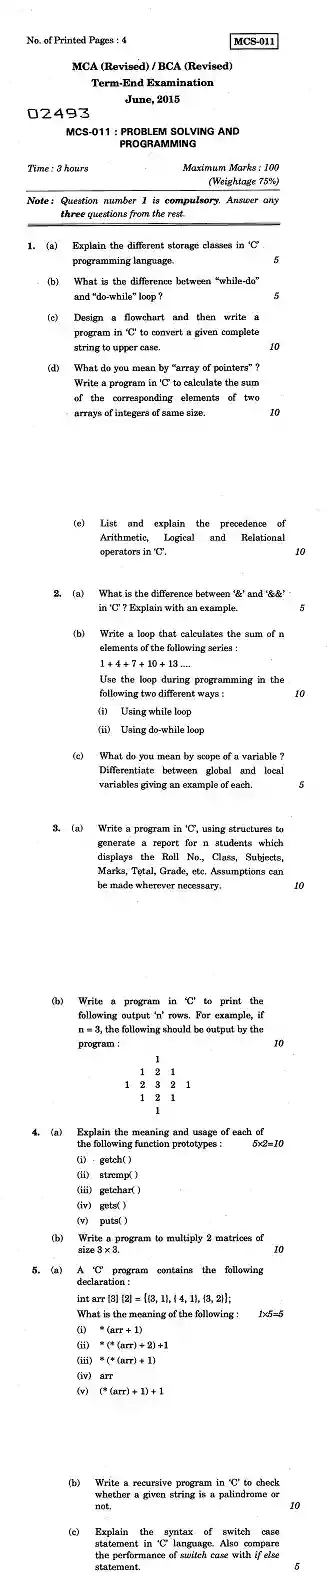 No. of Printed Pages : 4 MCS-011
MCA (Revised) / BCA (Revised)
Term-End Examination
June, 2015
02493
MCS-011 : PROBLEM SOLVING AND
PROGRAMMING
Time : 3 hours Maximum Marks : 100
(Weightage 75%)
Note : Question number 1 is compulsory. Answer any
three questions from the rest.
1. (a) Explain the different storage classes in 'C'
programming language. 5
(b) What is the difference between "while-do"
and "do-while" loop ? 5
(c) Design a flowchart and then write a
program in 'C' to convert a given complete
string to upper case. 10
(d) What do you mean by "array of pointers" ?
Write a program in 'C' to calculate the sum
of the corresponding elements of two
arrays of integers of same size. 10
(e) List and explain the precedence of
Arithmetic, Logical and Relational
operators in 'C'. 10
2. (a) What is the difference between '&' and '&&'
in 'C' ? Explain with an example. 5
(b) Write a loop that calculates the sum of n
elements of the following series :
1 + 4 + 7 + 10 + 13 ....
Use the loop during programming in the
following two different ways : 10
(i) Using while loop
(ii) Using do-while loop
(c) What do you mean by scope of a variable ?
Differentiate between global and local
variables giving an example of each. 5
3. (a) Write a program in 'C', using structures to
generate a report for n students which
displays the Roll No., Class, Subjects,
Marks, Total, Grade, etc. Assumptions can
be made wherever necessary. 10
(b) Write a program in 'C' to print the
following output 'n' rows. For example, if
n = 3, the following should be output by the
program : 10
1
1 2 1
1 2 3 2 1
1 2 1
1
4. (a) Explain the meaning and usage of each of
the following function prototypes : 5x2=10
(i) getch( )
(ii) strcmp( )
(iii) getchar( )
(iv) gets( )
(v) puts( )
(b) Write a program to multiply 2 matrices of
size 3 × 3. 10
5. (a) A 'C' program contains the following
declaration :
int arr [3] [2] = {{3, 1}, { 4, 1}, {3, 2}};
What is the meaning of the following : 1x5=5
(i) * (arr + 1)
(ii) * (* (arr) + 2) +1
(iii) * (* (arr) + 1)
(iv) arr
(v) (* (arr) + 1) + 1
(b) Write a recursive program in 'C' to check
whether a given string is a palindrome or
not. 10
(c) Explain the syntax of switch case
statement in 'C' language. Also compare
the performance of switch case with if else
statement. 5